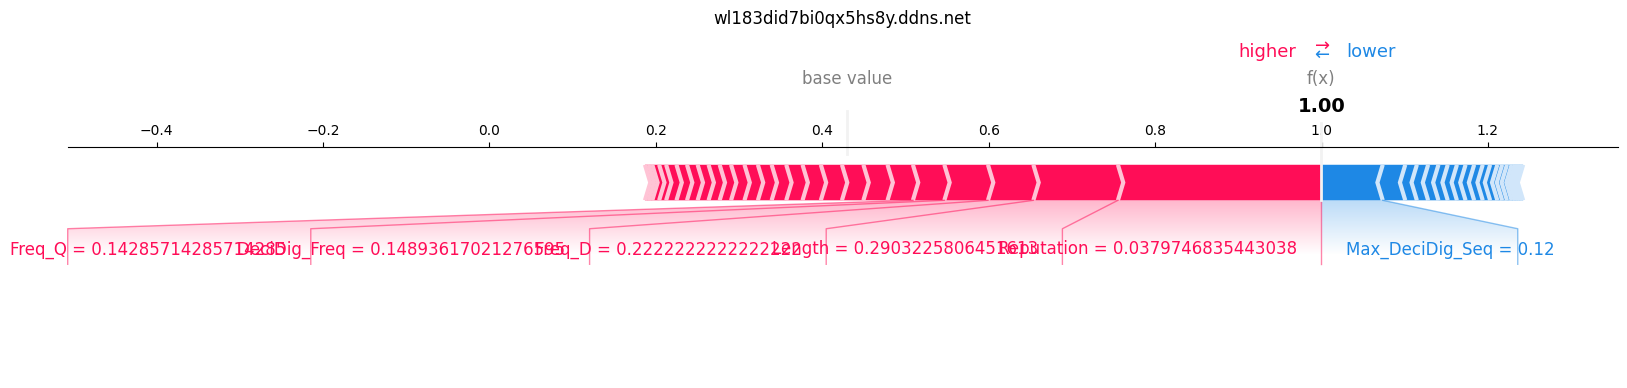 wl183did7bi0qx5hs8y.ddns.net
higher → ← lower
base value f(x)
1.00
−0.4 −0.2 0.0 0.2 0.4 0.6 0.8 1.0 1.2
Freq_Q = 0.14285714285714285 DeciDig_Freq = 0.14893617021276595 Freq_D = 0.2222222222222222 Length = 0.2903225806451613 Reputation = 0.0379746835443038 Max_DeciDig_Seq = 0.12